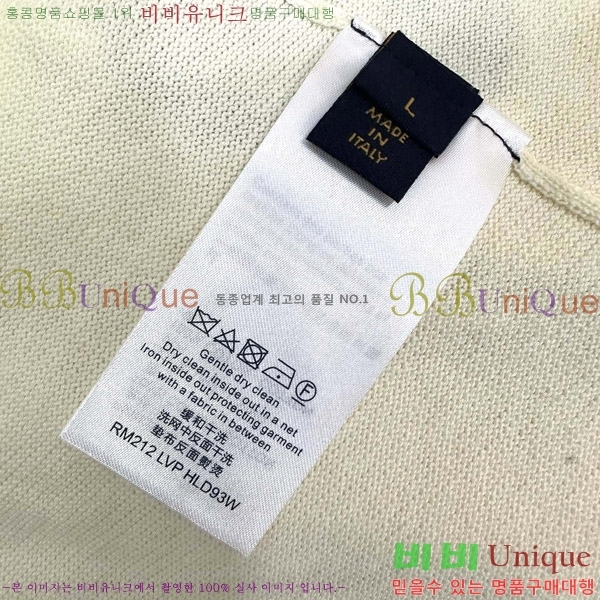 홍콩명품쇼핑몰 1위 비비유니크 명품구매대행
L
MADE
IN
ITALY
BBUNIQUE 동종업계 최고의 품질 NO.1 BBUNIQUE
Gentle dry clean
Dry clean inside out in a net
Iron inside out protecting garment
with a fabric in between
缓和干洗
洗网中反面干洗
垫布反面熨烫
RM212 LVP HLD93W
비비 Unique
믿을수 있는 명품구매대행
-본 이미지는 비비유니크에서 촬영한 100% 실사 이미지 입니다.-